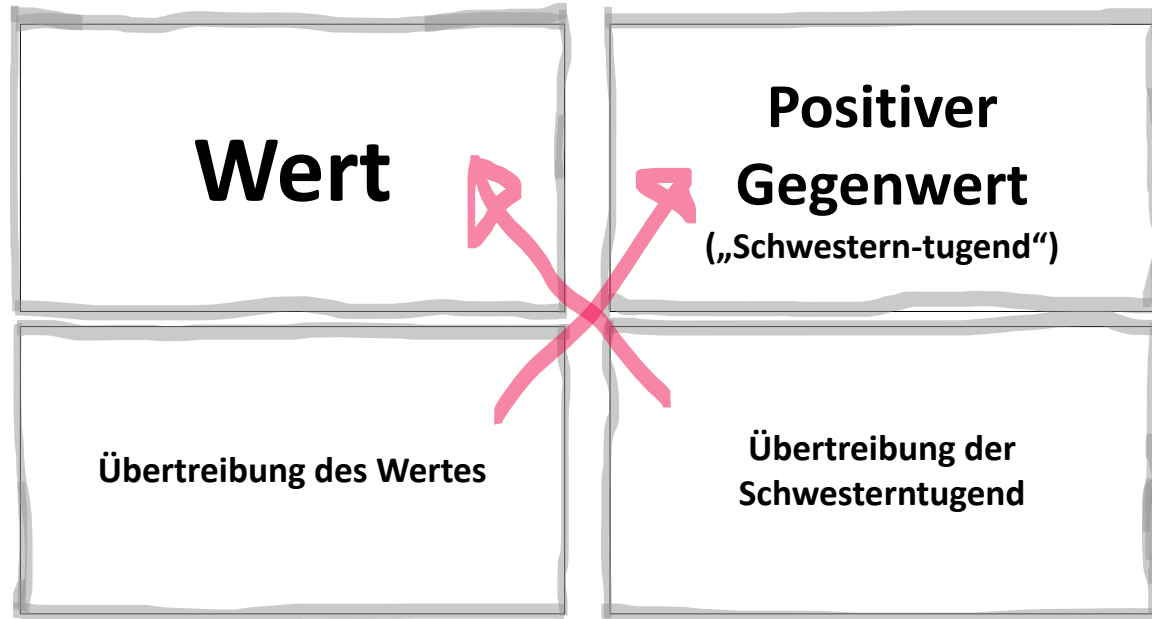 Wert
Positiver
Gegenwert
(„Schwestern-tugend“)
Übertreibung des Wertes
Übertreibung der
Schwesterntugend